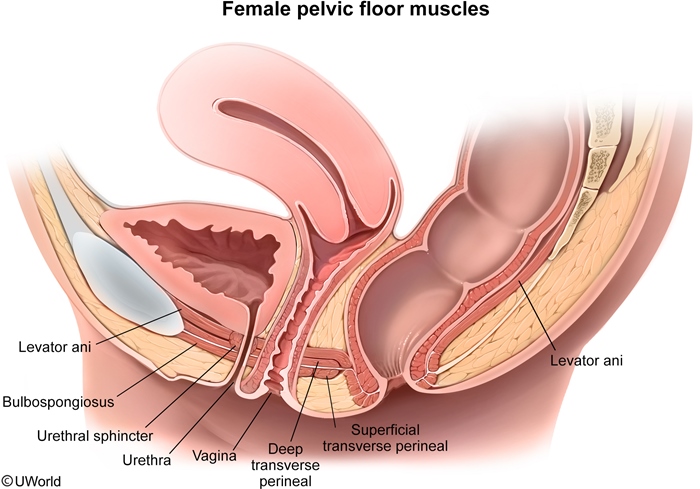 Female pelvic floor muscles
Levator ani
Bulbospongiosus
Urethral sphincter
Urethra
Vagina
Deep
transverse
perineal
Superficial
transverse perineal
Levator ani
©UWorld